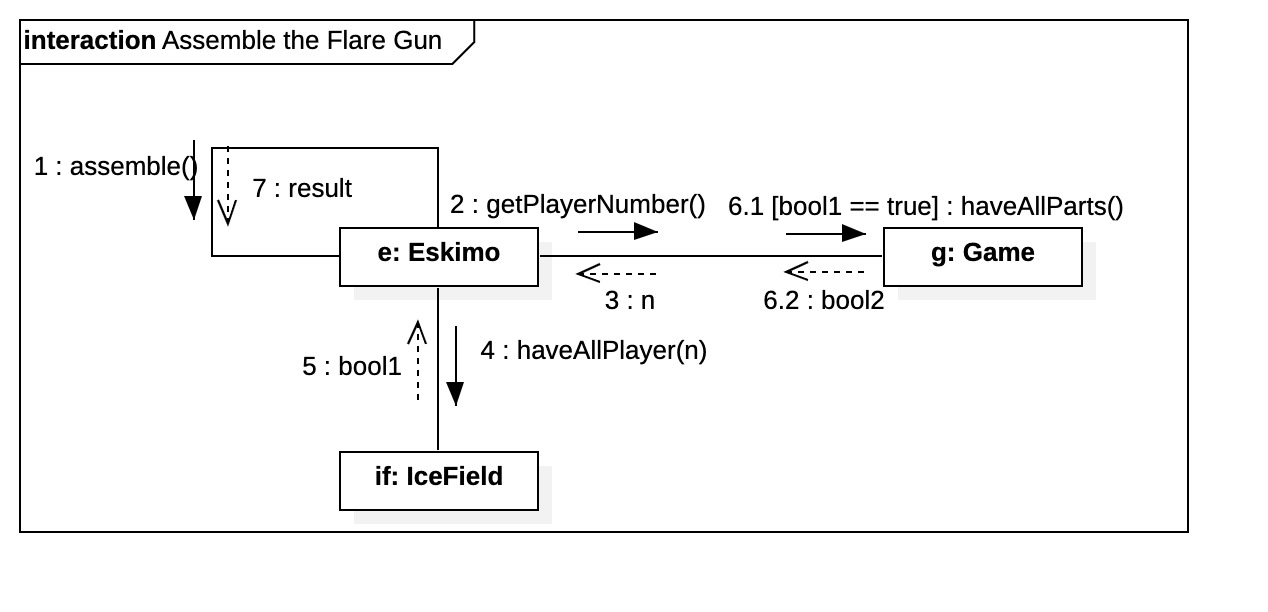 interaction Assemble the Flare Gun
1 : assemble()
7 : result
2 : getPlayerNumber()
6.1 [bool1 == true] : haveAllParts()
e: Eskimo
g: Game
3 : n
6.2 : bool2
5 : bool1
4 : haveAllPlayer(n)
if: IceField